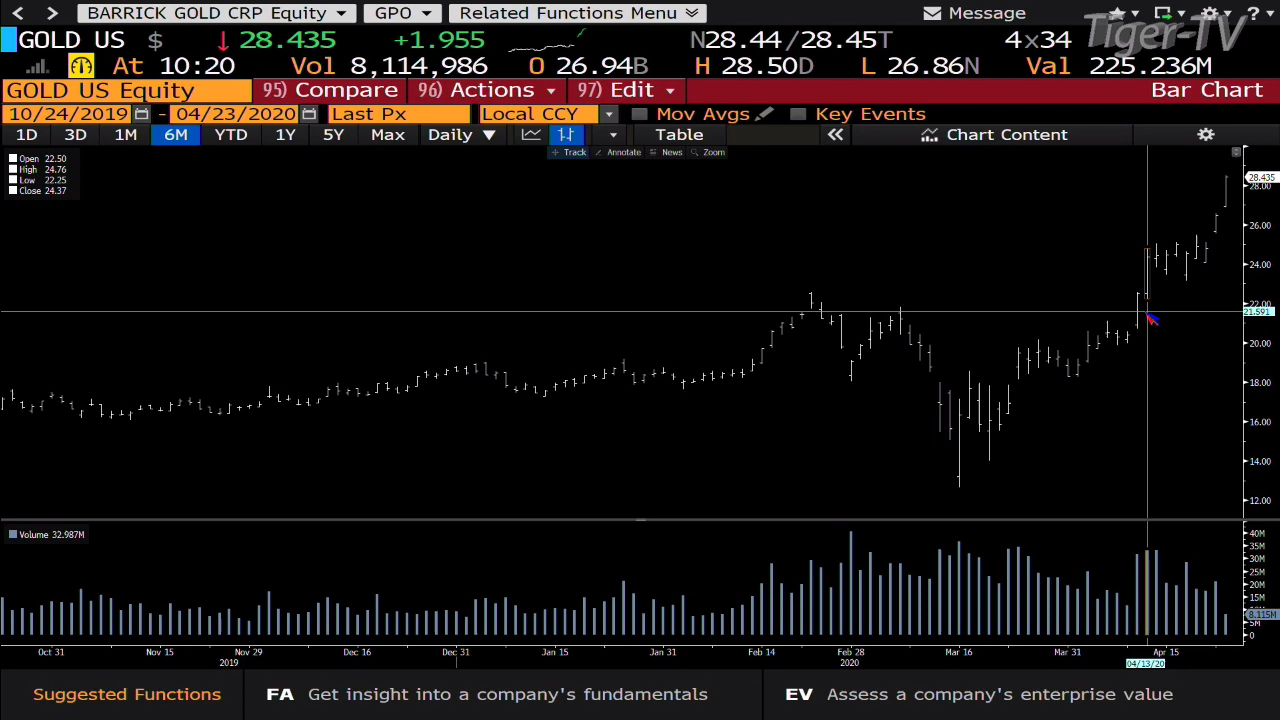 BARRICK GOLD CRP Equity GPO Related Functions Menu Message ?
GOLD US $ 28.435 +1.955 N28.44/28.45T 4x34 Tiger-TV
At 10:20 Vol 8,114,986 O 26.94B H 28.50D L 26.86N Val 225.236M
GOLD US Equity 95) Compare 96) Actions 97) Edit Bar Chart
10/24/2019 - 04/23/2020 Last Px Local CCY Mov Avgs Key Events
1D 3D 1M 6M YTD 1Y 5Y Max Daily Table Chart Content
Track Annotate News Zoom
Open 22.50
High 24.76
Low 22.25
Close 24.37
28.435
28.00
26.00
24.00
22.00
21.591
20.00
18.00
16.00
14.00
12.00
Volume 32.987M
40M
35M
30M
25M
20M
15M
8.115M
5M
0
Oct 31 Nov 15 Nov 29 Dec 16 Dec 31 Jan 15 Jan 31 Feb 14 Feb 28 Mar 16 Mar 31 Apr 15
2019 2020 04/13/20
Suggested Functions FA Get insight into a company's fundamentals EV Assess a company's enterprise value